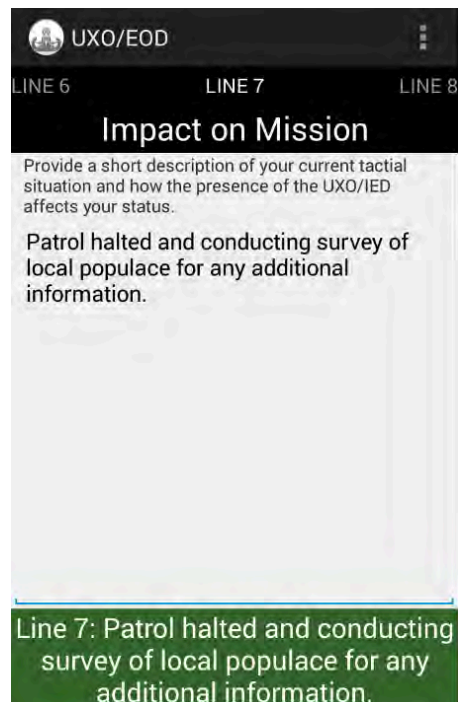 UXO/EOD
LINE 6 LINE 7 LINE 8
Impact on Mission
Provide a short description of your current tactial
situation and how the presence of the UXO/IED
affects your status.
Patrol halted and conducting survey of
local populace for any additional
information.
Line 7: Patrol halted and conducting
survey of local populace for any
additional information.